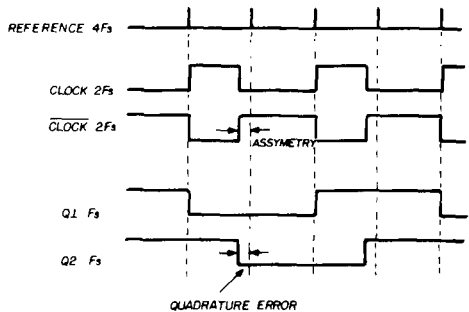 REFERENCE 4Fs
CLOCK 2Fs
CLOCK 2Fs
ASSYMETRY
Q1 Fs
Q2 Fs
QUADRATURE ERROR